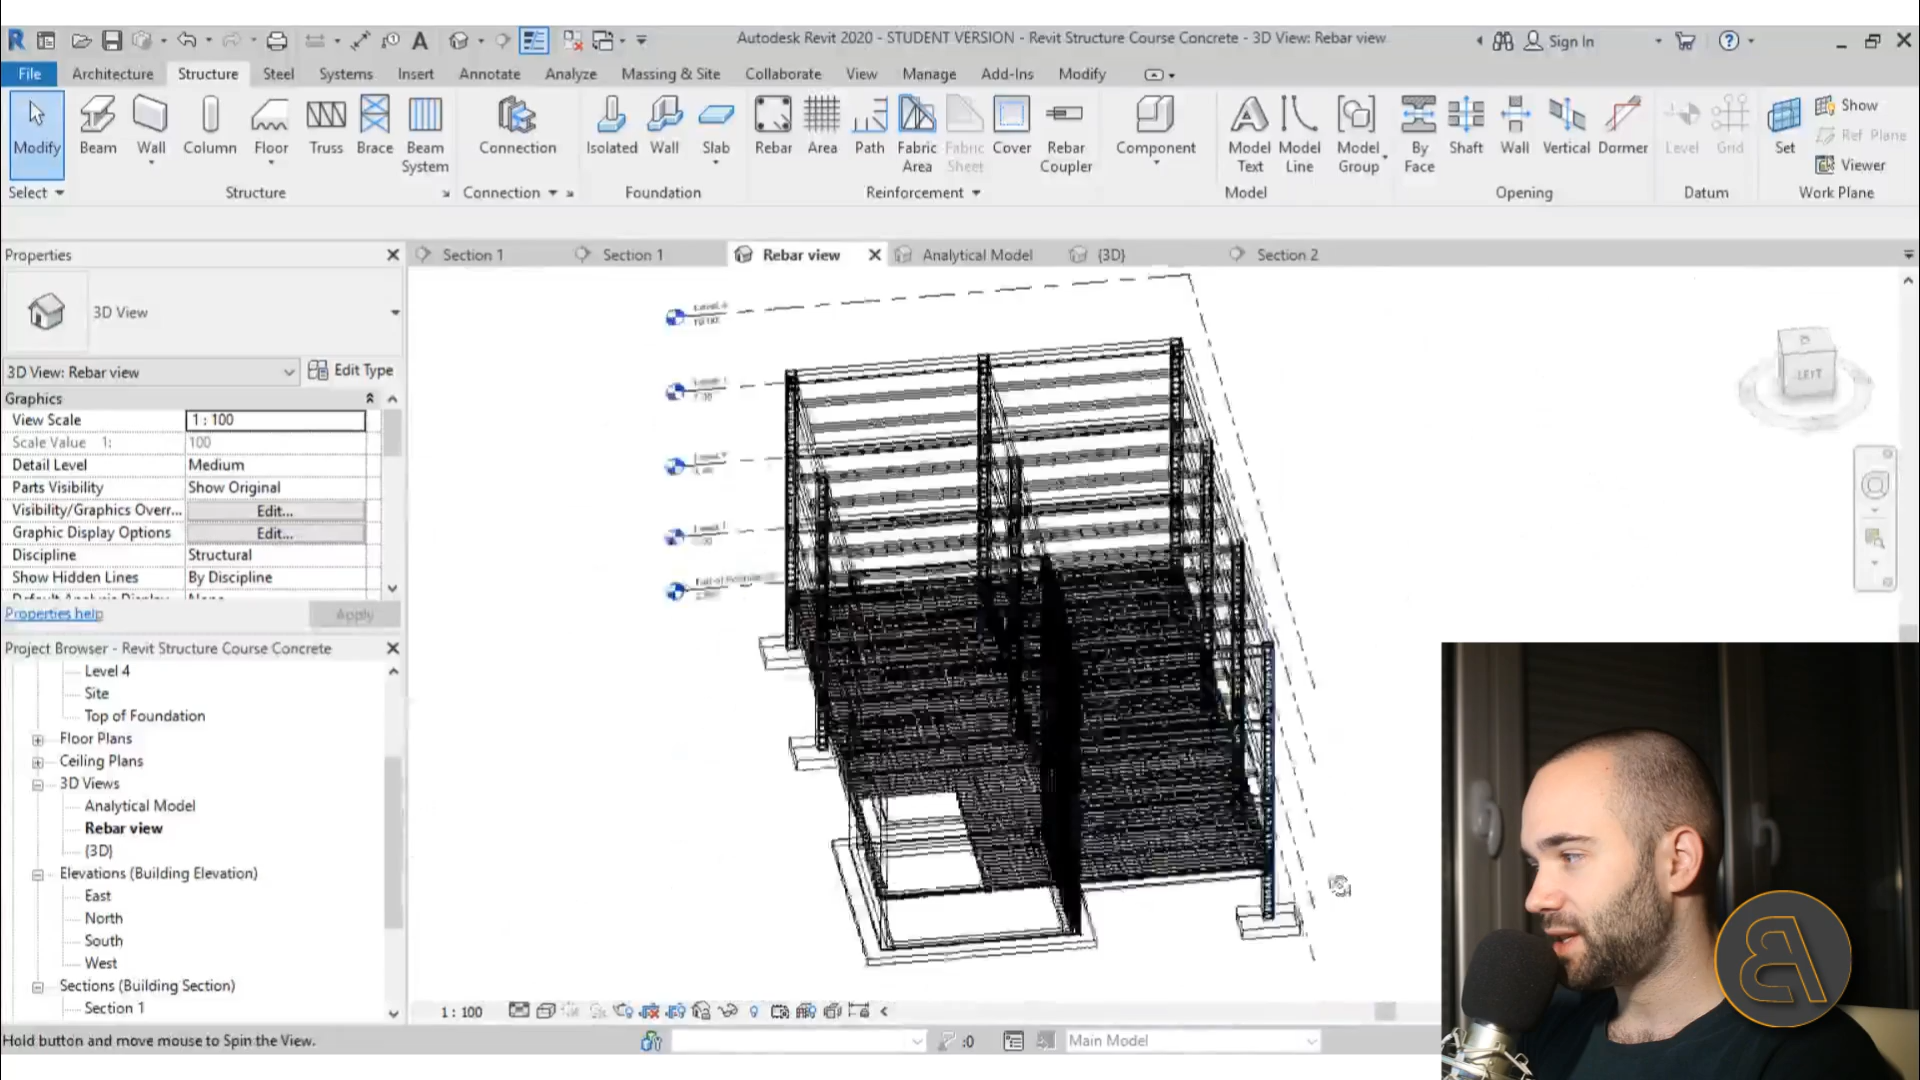 Autodesk Revit 2020 - STUDENT VERSION - Revit Structure Course Concrete - 3D View: Rebar view
Sign In
File Architecture Structure Steel Systems Insert Annotate Analyze Massing & Site Collaborate View Manage Add-Ins Modify
Modify Beam Wall Column Floor Truss Brace Beam System
Connection
Isolated Wall Slab
Rebar Area Path Fabric Area Fabric Sheet Cover Rebar Coupler
Component
Model Text Model Line Model Group
By Face Shaft Wall Vertical Dormer
Level Grid
Set Show Ref Plane Viewer
Select Structure Connection Foundation Reinforcement Model Opening Datum Work Plane
Properties
Section 1 Section 1 Rebar view Analytical Model {3D} Section 2
3D View
3D View: Rebar view Edit Type
Graphics
View Scale 1 : 100
Scale Value 1: 100
Detail Level Medium
Parts Visibility Show Original
Visibility/Graphics Overr... Edit...
Graphic Display Options Edit...
Discipline Structural
Show Hidden Lines By Discipline
Properties help Apply
LEFT
Project Browser - Revit Structure Course Concrete
Level 4
Site
Top of Foundation
Floor Plans
Ceiling Plans
3D Views
Analytical Model
Rebar view
{3D}
Elevations (Building Elevation)
East
North
South
West
Sections (Building Section)
Section 1
1 : 100
Hold button and move mouse to Spin the View.
:0
Main Model